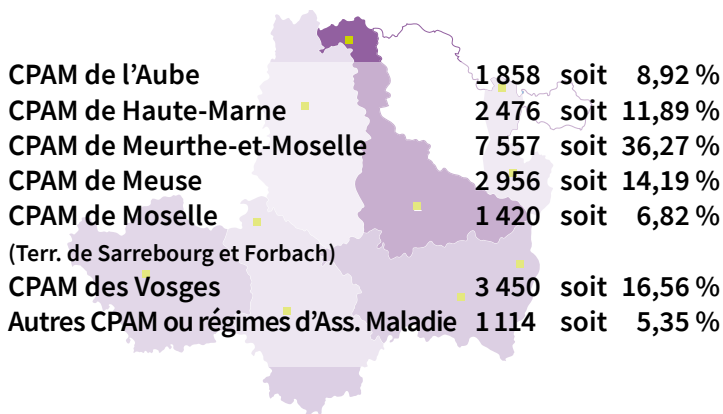 CPAM de l’Aube 1 858 soit 8,92 %
CPAM de Haute-Marne 2 476 soit 11,89 %
CPAM de Meurthe-et-Moselle 7 557 soit 36,27 %
CPAM de Meuse 2 956 soit 14,19 %
CPAM de Moselle 1 420 soit 6,82 %
(Terr. de Sarrebourg et Forbach)
CPAM des Vosges 3 450 soit 16,56 %
Autres CPAM ou régimes d’Ass. Maladie 1 114 soit 5,35 %